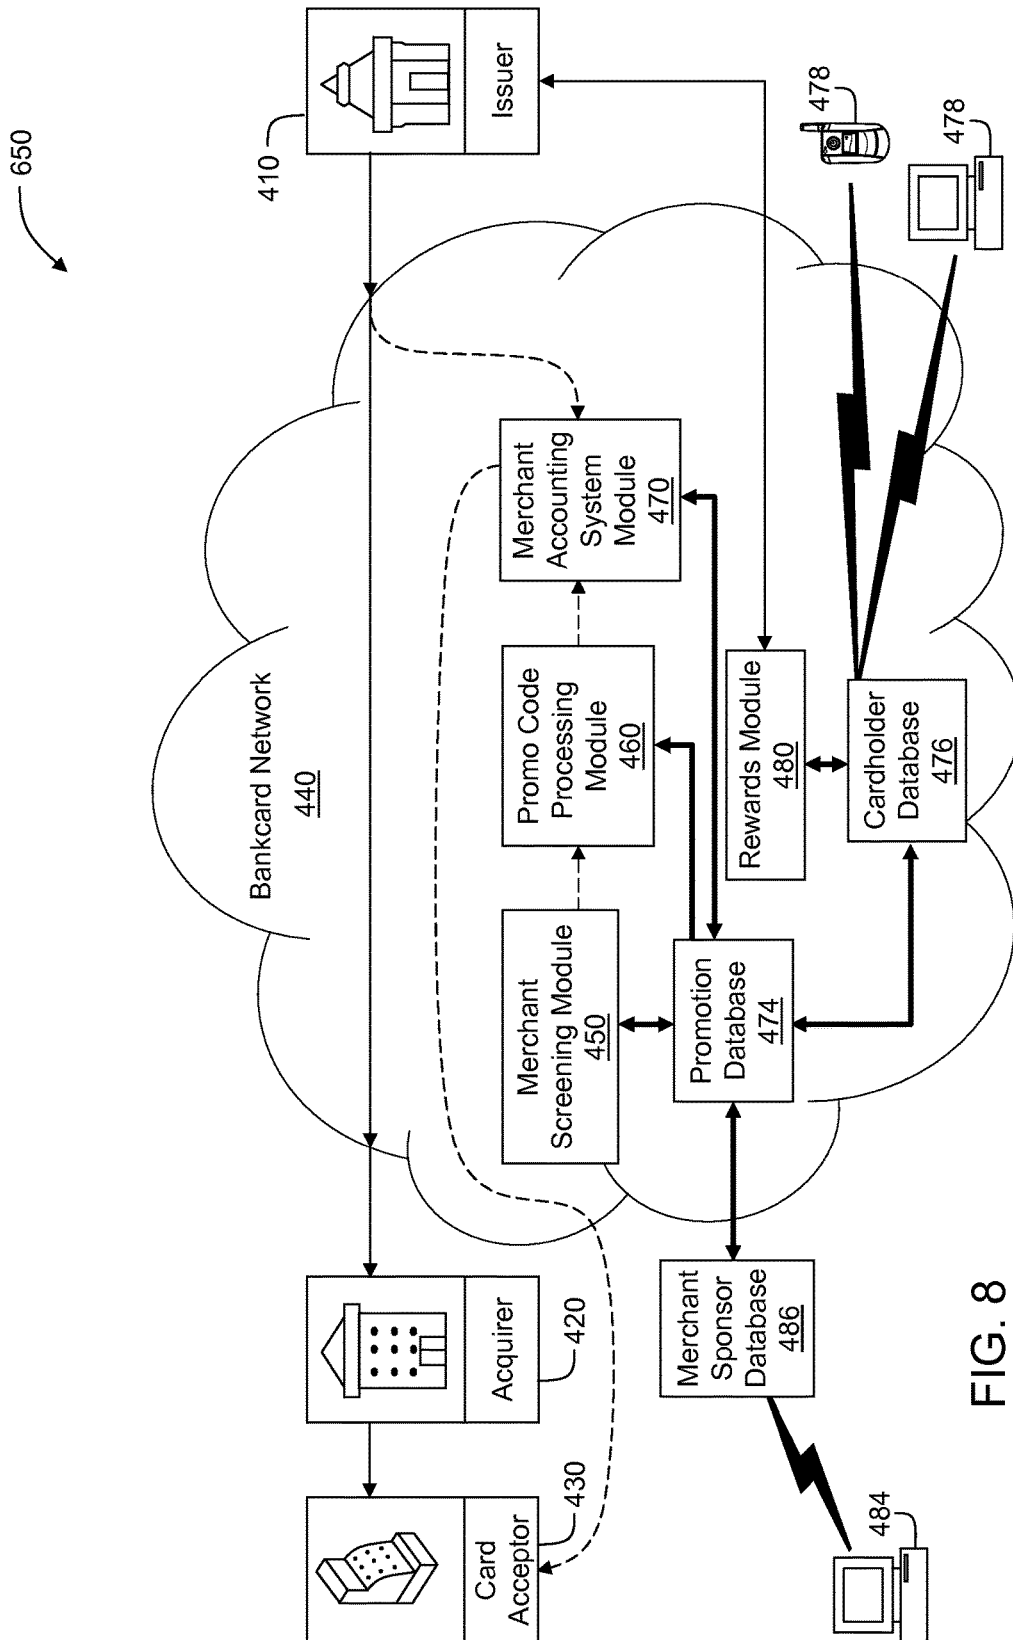 650
410
Issuer
Bankcard Network
440
Acquirer
420
Card
Acceptor
430
Merchant
Screening Module
450
Promo Code
Processing
Module
460
Merchant
Accounting
System
Module
470
Promotion
Database
474
Rewards Module
480
Cardholder
Database
476
478
478
Merchant
Sponsor
Database
486
484
FIG. 8